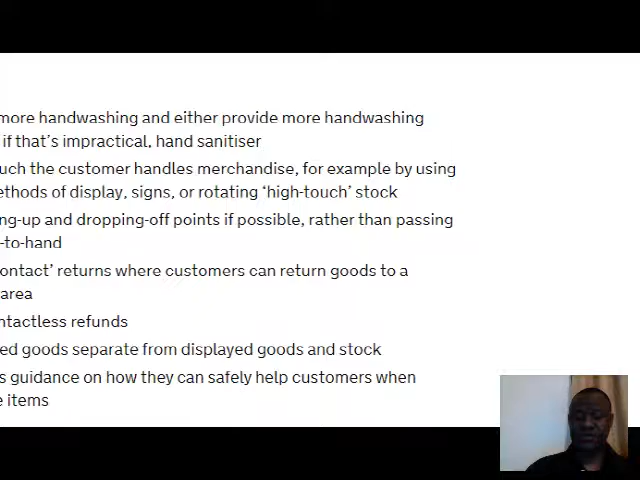 more handwashing and either provide more handwashing
if that's impractical, hand sanitiser
uch the customer handles merchandise, for example by using
ethods of display, signs, or rotating 'high-touch' stock
ng-up and dropping-off points if possible, rather than passing
-to-hand
ontact' returns where customers can return goods to a
area
ntactless refunds
ed goods separate from displayed goods and stock
s guidance on how they can safely help customers when
e items